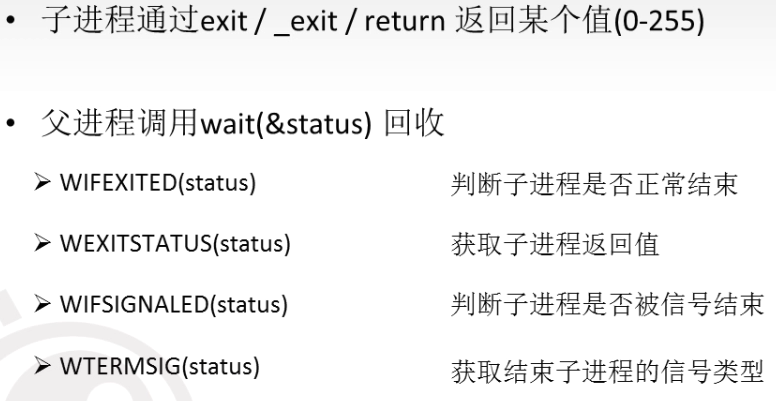 • 子进程通过exit / _exit / return 返回某个值(0-255)
• 父进程调用wait(&status) 回收
➢ WIFEXITED(status) 判断子进程是否正常结束
➢ WEXITSTATUS(status) 获取子进程返回值
➢ WIFSIGNALED(status) 判断子进程是否被信号结束
➢ WTERMSIG(status) 获取结束子进程的信号类型